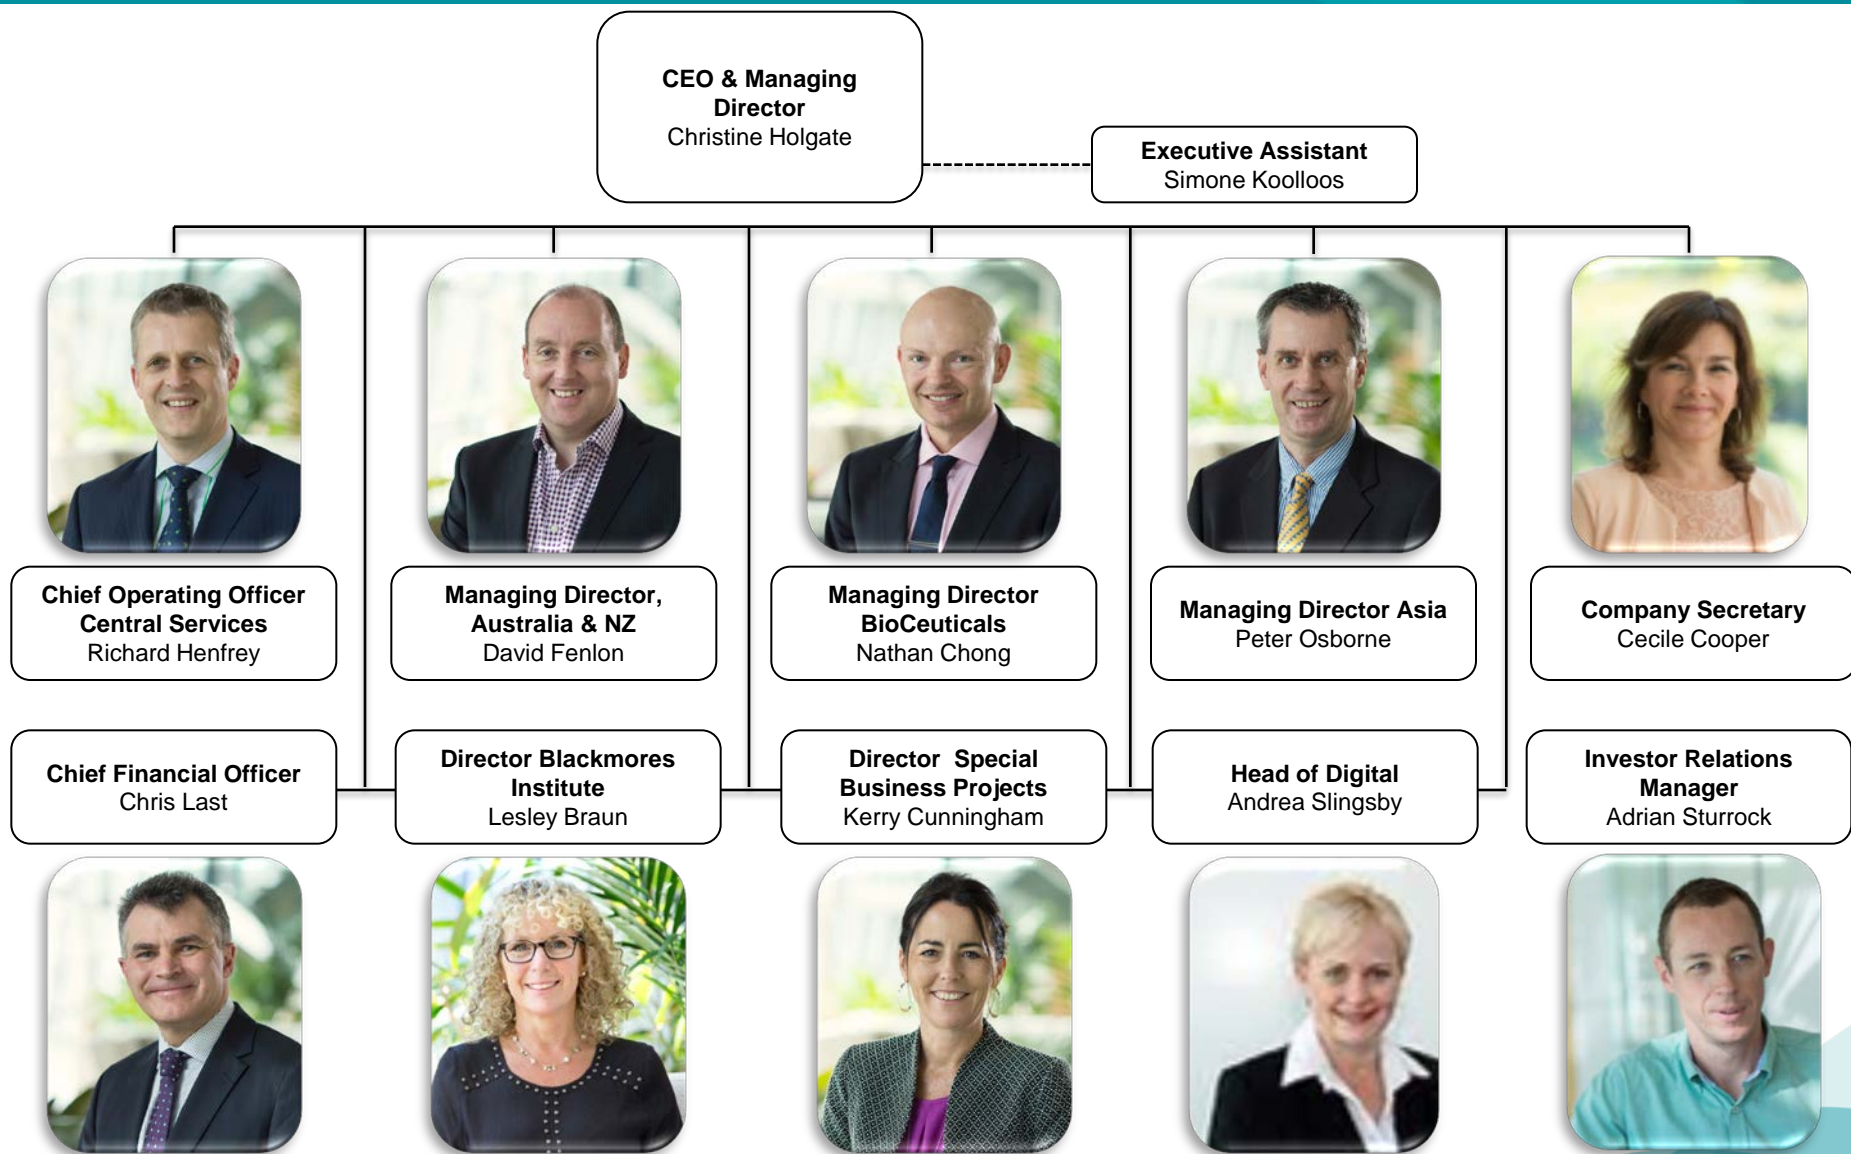 CEO & Managing
Director
Christine Holgate
Executive Assistant
Simone Koolloos
Chief Operating Officer
Central Services
Richard Henfrey
Managing Director,
Australia & NZ
David Fenlon
Managing Director
BioCeuticals
Nathan Chong
Managing Director Asia
Peter Osborne
Company Secretary
Cecile Cooper
Chief Financial Officer
Chris Last
Director Blackmores
Institute
Lesley Braun
Director  Special
Business Projects
Kerry Cunningham
Head of Digital
Andrea Slingsby
Investor Relations
Manager
Adrian Sturrock